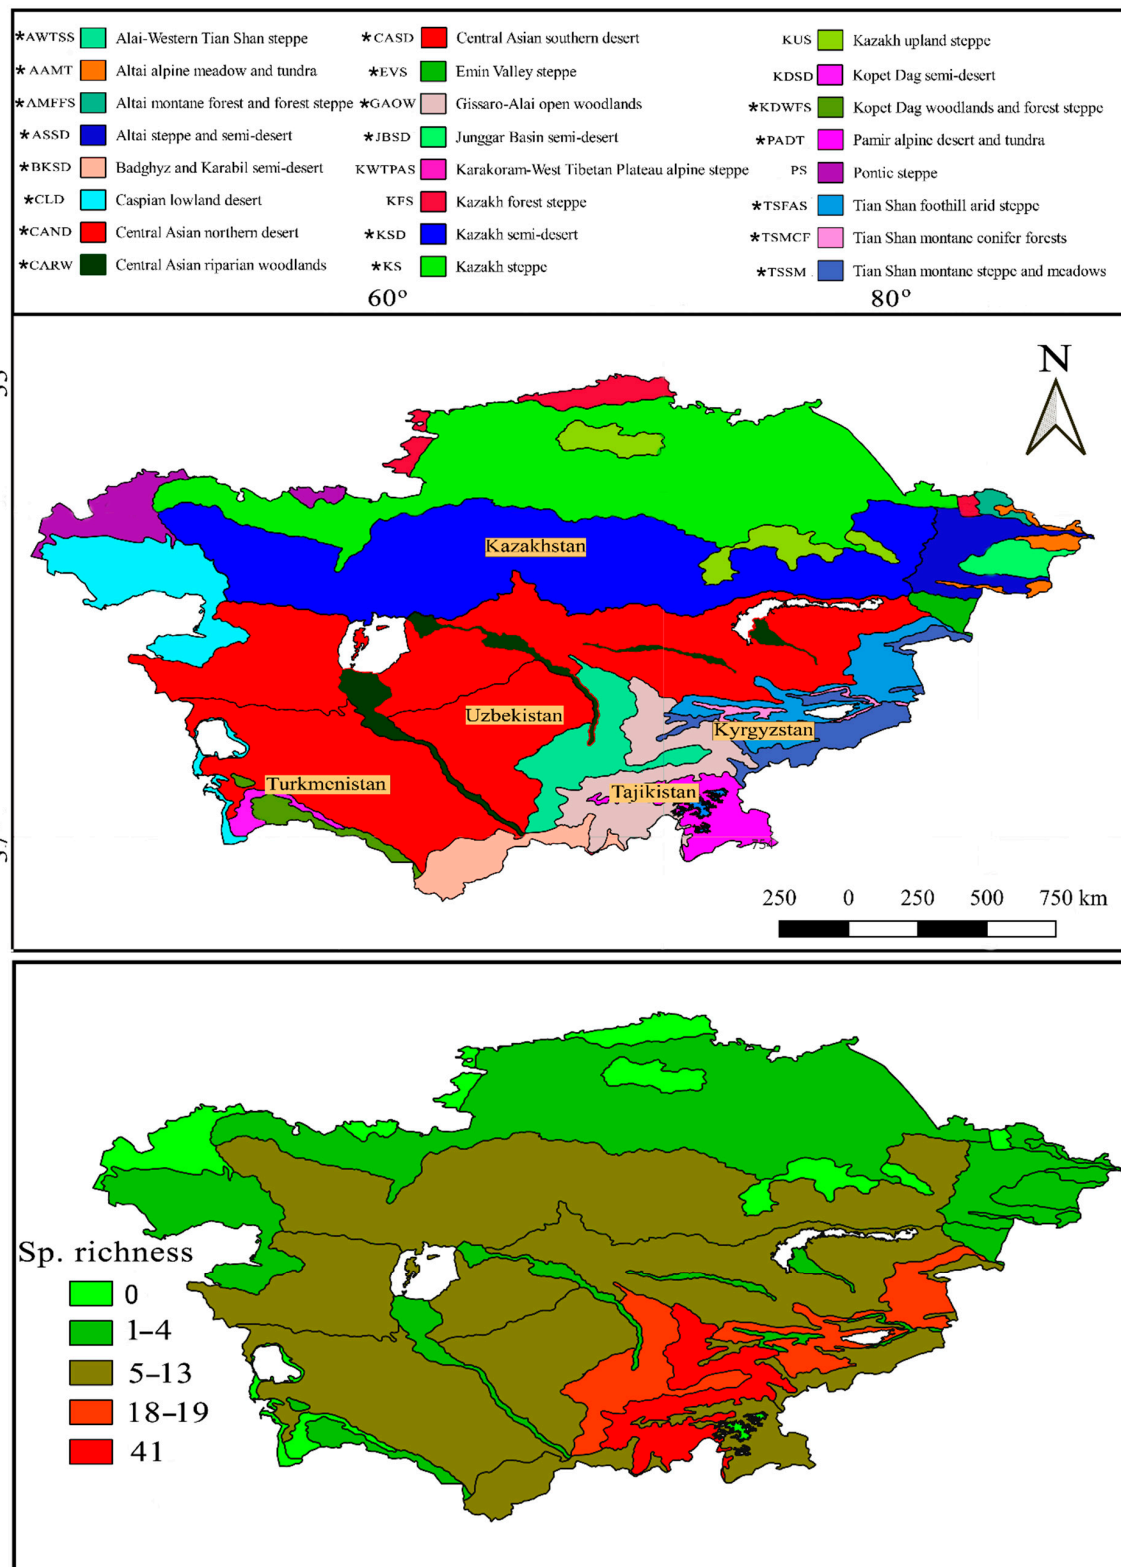 *AWTSS Alai-Western Tian Shan steppe
*AAMT Altai alpine meadow and tundra
*AMFFS Altai montane forest and forest steppe
*ASSD Altai steppe and semi-desert
*BKSD Badghyz and Karabil semi-desert
*CLD Caspian lowland desert
*CAND Central Asian northern desert
*CARW Central Asian riparian woodlands
*CASD Central Asian southern desert
*EVS Emin Valley steppe
*GAOW Gissaro-Alai open woodlands
*JBSD Junggar Basin semi-desert
KWTPAS Karakoram-West Tibetan Plateau alpine steppe
KFS Kazakh forest steppe
*KSD Kazakh semi-desert
*KS Kazakh steppe
KUS Kazakh upland steppe
KDSD Kopet Dag semi-desert
*KDWFS Kopet Dag woodlands and forest steppe
*PADT Pamir alpine desert and tundra
PS Pontic steppe
*TSFAS Tian Shan foothill arid steppe
*TSMCF Tian Shan montane conifer forests
*TSSM Tian Shan montane steppe and meadows
60° 80°
N
Kazakhstan
Uzbekistan
Kyrgyzstan
Turkmenistan
Tajikistan
75
250 0 250 500 750 km
Sp. richness
0
1–4
5–13
18–19
41